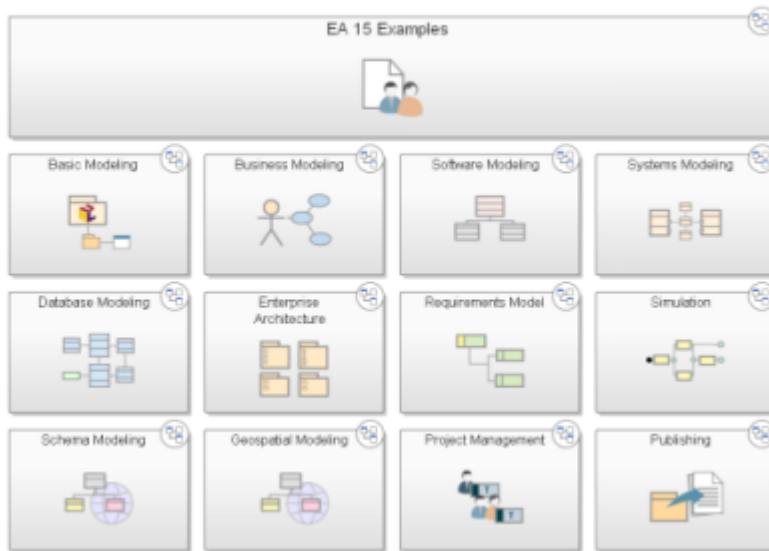 EA 15 Examples
Basic Modeling
Business Modeling
Software Modeling
Systems Modeling
Database Modeling
Enterprise
Architecture
Requirements Model
Simulation
Schema Modeling
Geospatial Modeling
Project Management
Publishing